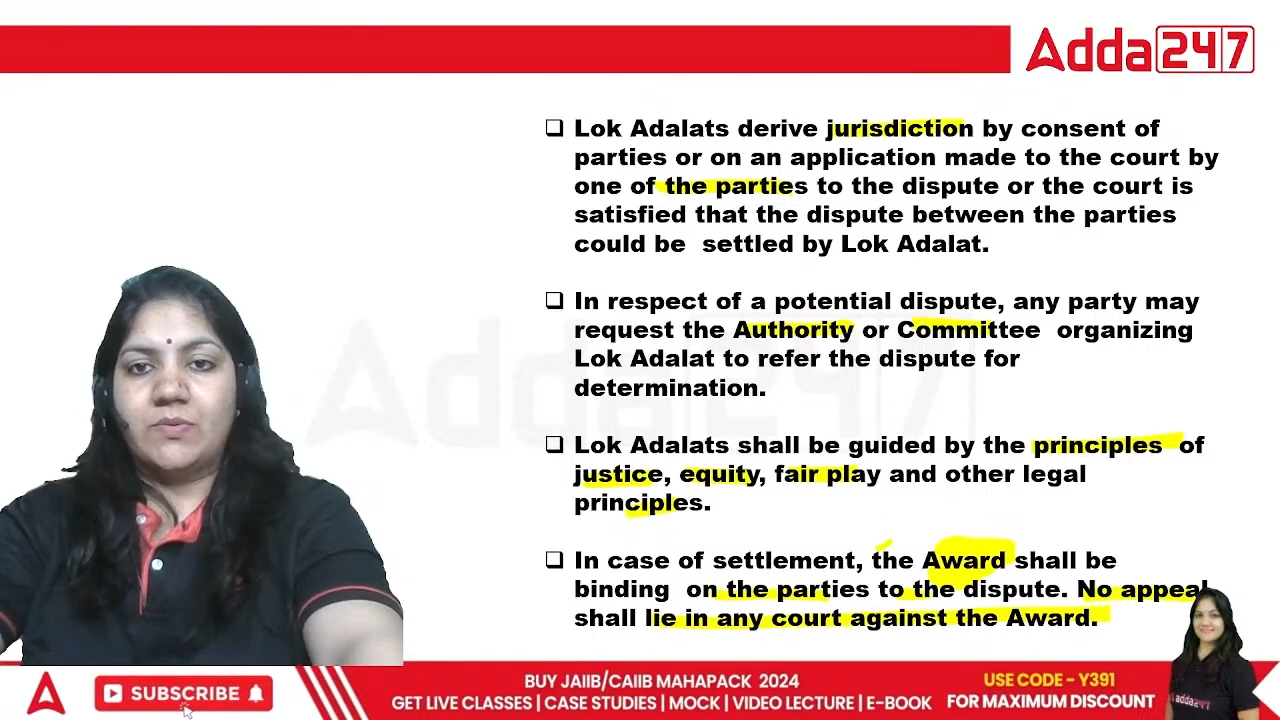 Adda247
❑ Lok Adalats derive jurisdiction by consent of
parties or on an application made to the court by
one of the parties to the dispute or the court is
satisfied that the dispute between the parties
could be settled by Lok Adalat.
❑ In respect of a potential dispute, any party may
request the Authority or Committee organizing
Lok Adalat to refer the dispute for
determination.
❑ Lok Adalats shall be guided by the principles of
justice, equity, fair play and other legal
principles.
❑ In case of settlement, the Award shall be
binding on the parties to the dispute. No appeal
shall lie in any court against the Award.
Adda247
SUBSCRIBE
BUY JAIIB/CAIIB MAHAPACK 2024
GET LIVE CLASSES | CASE STUDIES | MOCK | VIDEO LECTURE | E-BOOK
USE CODE - Y391
FOR MAXIMUM DISCOUNT
adda247